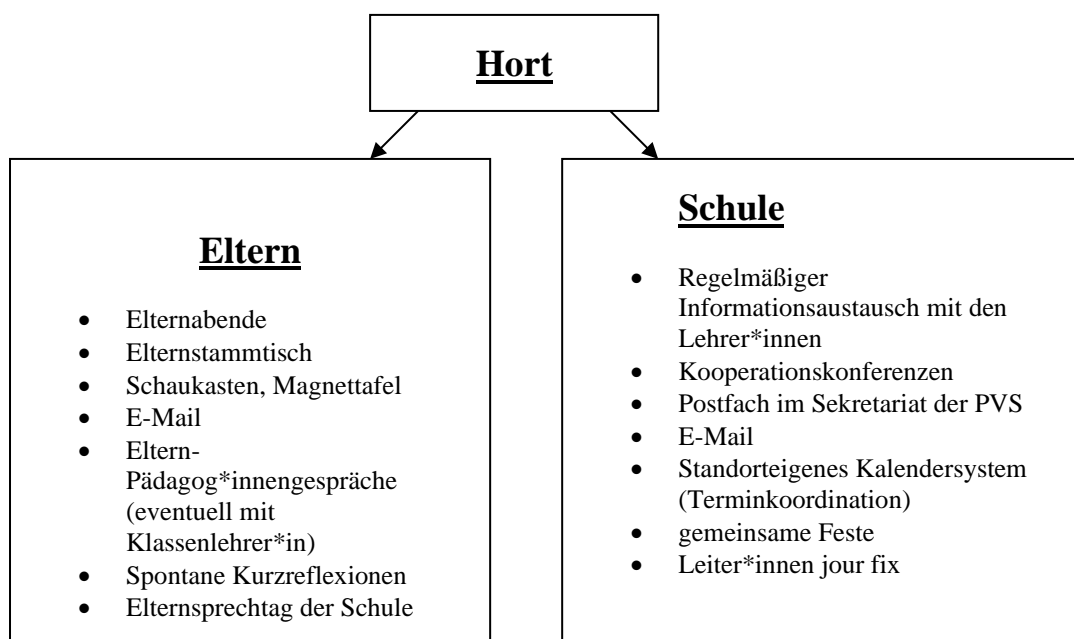 Hort
Eltern
• Elternabende
• Elternstammtisch
• Schaukasten, Magnettafel
• E-Mail
• Eltern-
Pädagog*innengespräche
(eventuell mit
Klassenlehrer*in)
• Spontane Kurzreflexionen
• Elternsprechtag der Schule
Schule
• Regelmäßiger
Informationsaustausch mit den
Lehrer*innen
• Kooperationskonferenzen
• Postfach im Sekretariat der PVS
• E-Mail
• Standorteigenes Kalendersystem
(Terminkoordination)
• gemeinsame Feste
• Leiter*innen jour fix